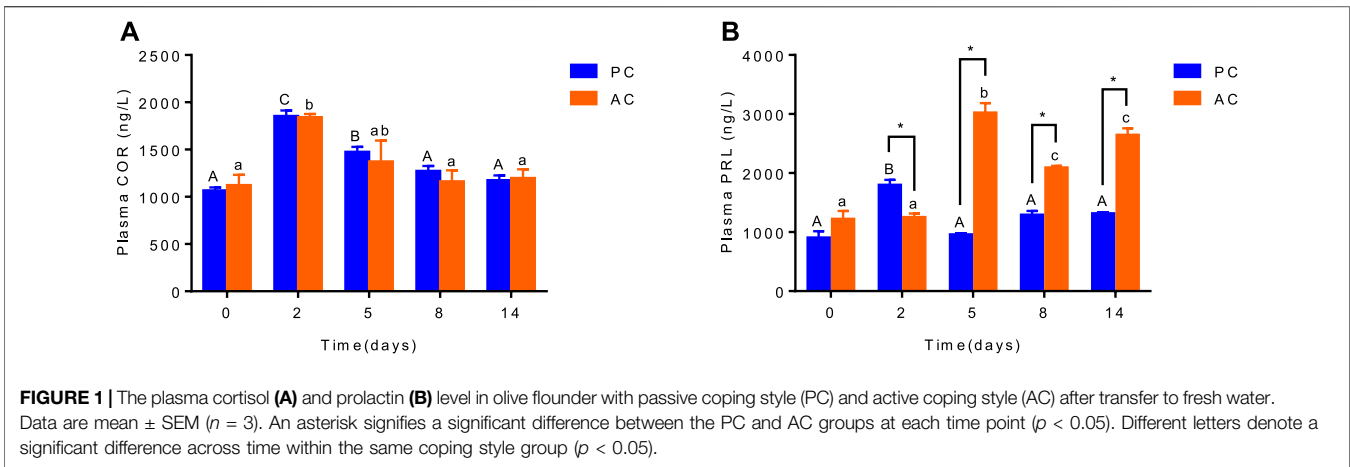 A
2500
2000
1500
1000
500
0
Plasma COR (ng/L)
A a C b B ab A a A a
0 2 5 8 14
Time(days)
PC
AC
B
4000
3000
2000
1000
0
Plasma PRL (ng/L)
A a B * a A * b A * c A * c
0 2 5 8 14
Time(days)
PC
AC
FIGURE 1 | The plasma cortisol (A) and prolactin (B) level in olive flounder with passive coping style (PC) and active coping style (AC) after transfer to fresh water.
Data are mean ± SEM (n = 3). An asterisk signifies a significant difference between the PC and AC groups at each time point (p < 0.05). Different letters denote a
significant difference across time within the same coping style group (p < 0.05).